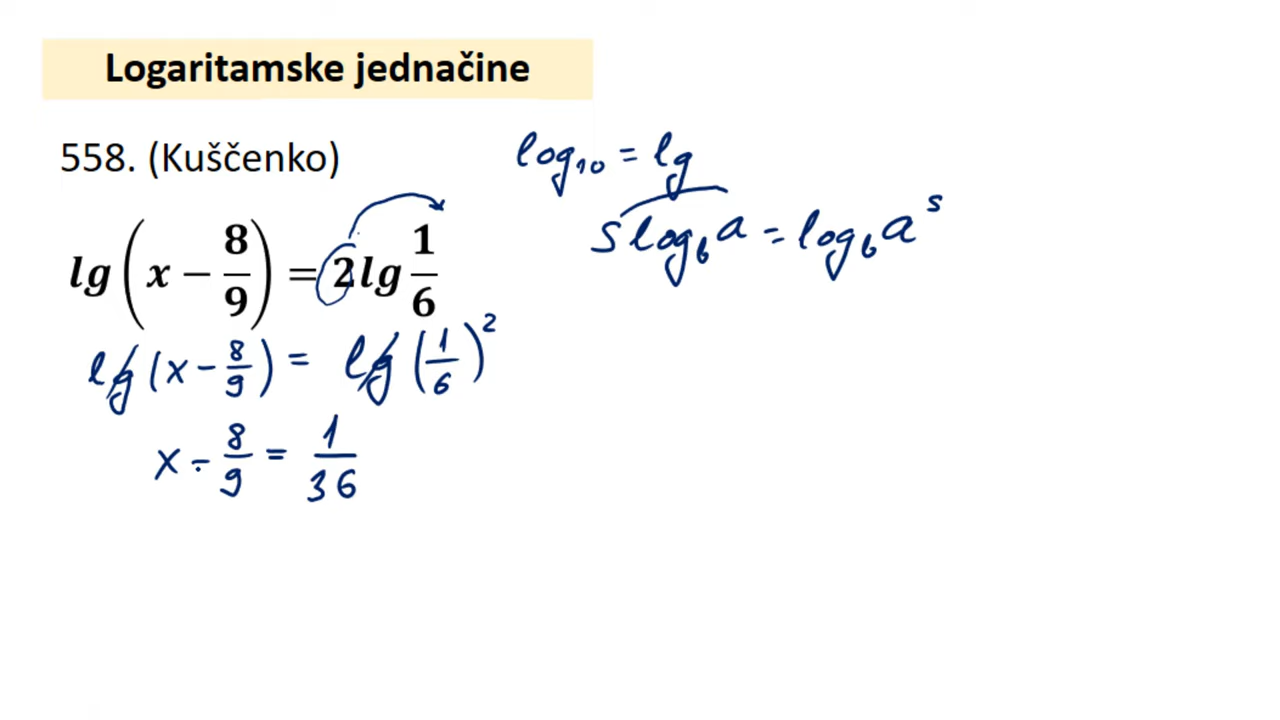 Logaritamske jednačine
558. (Kuščenko)
log₁₀ = lg
s log_b a = log_b a^s
lg(x − 8/9) = 2lg 1/6
lg(x − 8/9) = lg(1/6)²
x − 8/9 = 1/36